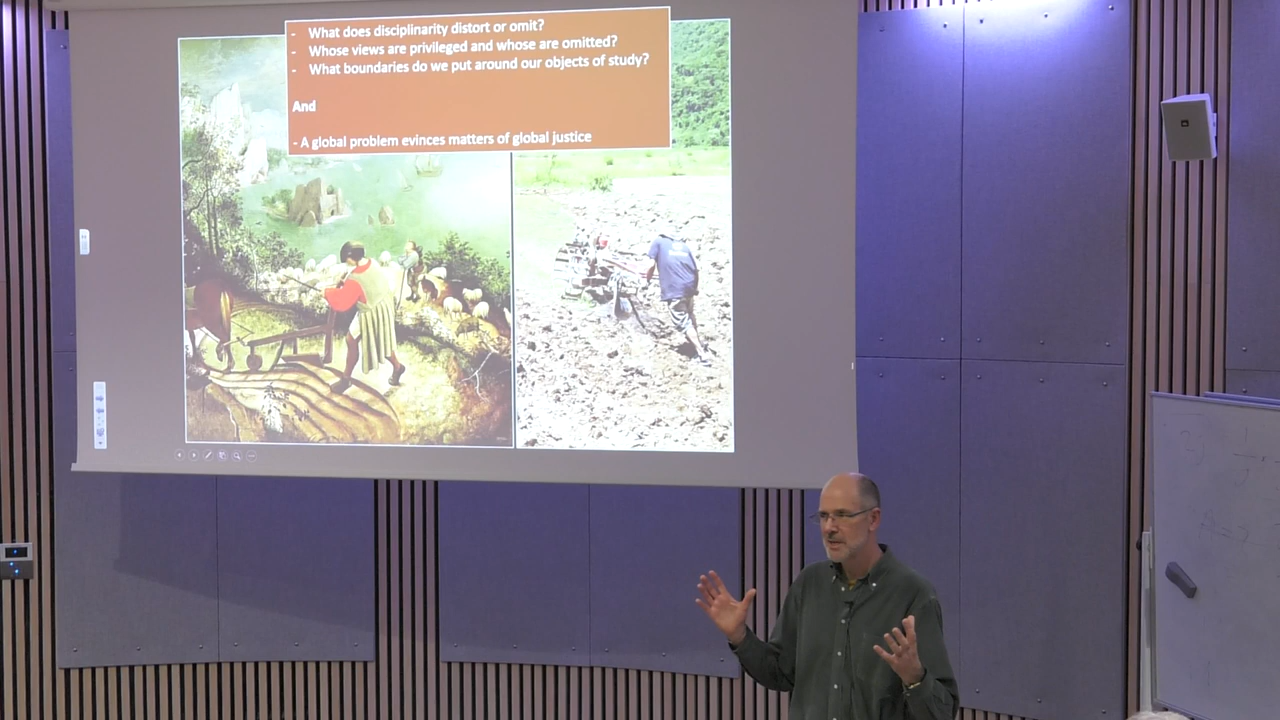 - What does disciplinarity distort or omit?
- Whose views are privileged and whose are omitted?
- What boundaries do we put around our objects of study?
And
- A global problem evinces matters of global justice